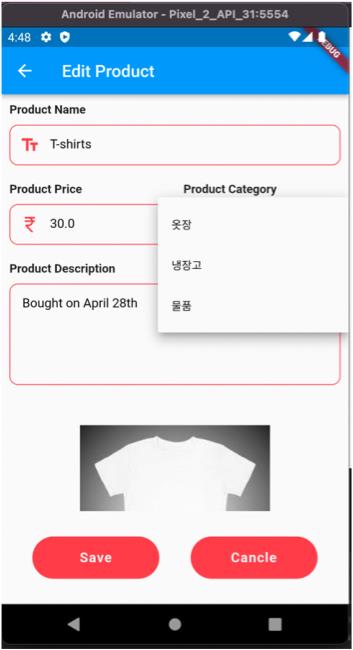 Android Emulator - Pixel_2_API_31:5554
4:48
DEBUG
Edit Product
Product Name
T-shirts
Product Price Product Category
₹ 30.0
옷장
냉장고
물품
Product Description
Bought on April 28th
Save Cancle